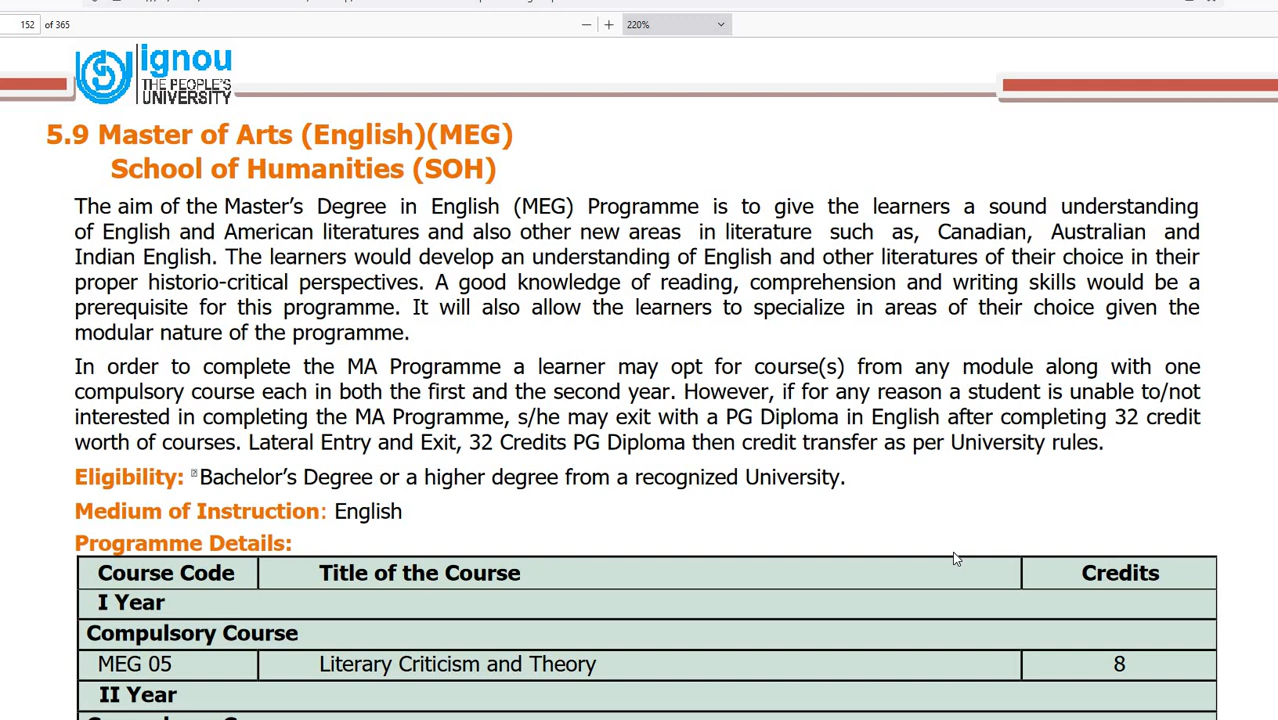 152 of 365
220%
ignou
THE PEOPLE'S
UNIVERSITY
5.9 Master of Arts (English)(MEG)
School of Humanities (SOH)
The aim of the Master's Degree in English (MEG) Programme is to give the learners a sound understanding
of English and American literatures and also other new areas in literature such as, Canadian, Australian and
Indian English. The learners would develop an understanding of English and other literatures of their choice in their
proper historio-critical perspectives. A good knowledge of reading, comprehension and writing skills would be a
prerequisite for this programme. It will also allow the learners to specialize in areas of their choice given the
modular nature of the programme.
In order to complete the MA Programme a learner may opt for course(s) from any module along with one
compulsory course each in both the first and the second year. However, if for any reason a student is unable to/not
interested in completing the MA Programme, s/he may exit with a PG Diploma in English after completing 32 credit
worth of courses. Lateral Entry and Exit, 32 Credits PG Diploma then credit transfer as per University rules.
Eligibility: Bachelor's Degree or a higher degree from a recognized University.
Medium of Instruction: English
Programme Details:
Course Code Title of the Course Credits
I Year
Compulsory Course
MEG 05 Literary Criticism and Theory 8
II Year